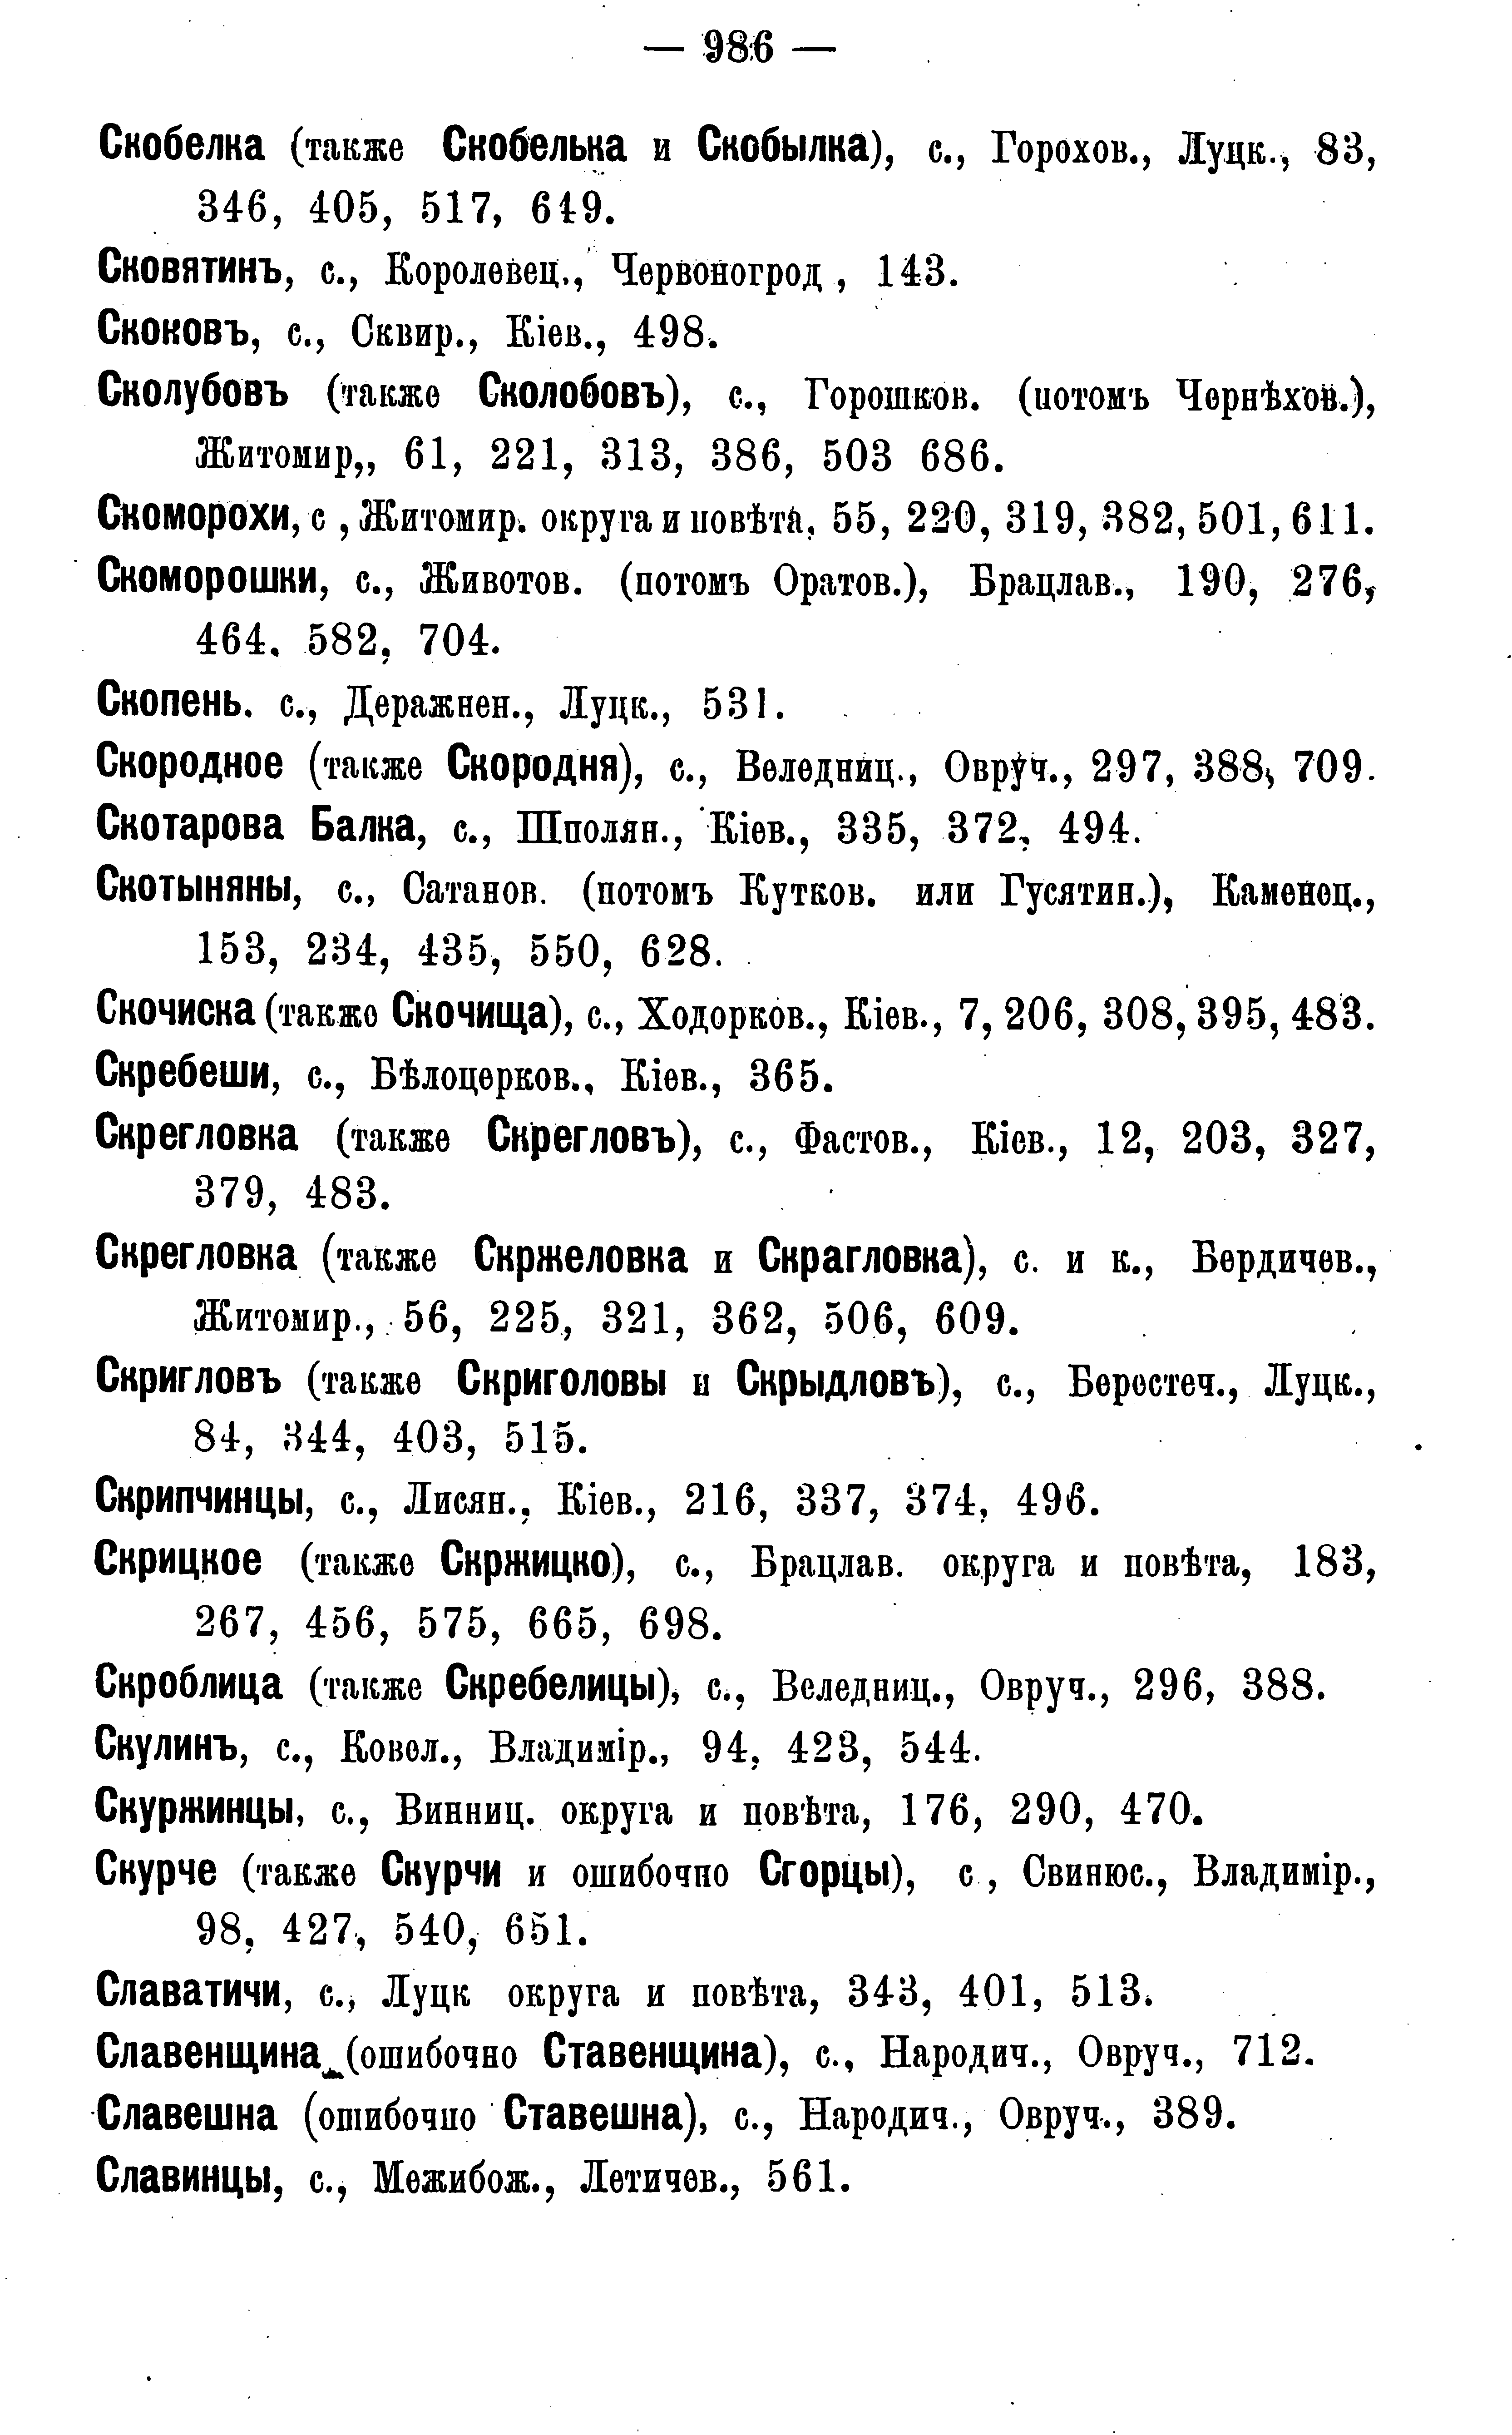 — 986 —
Скобелка (также Скобелька и Скобылка), с., Горохов., Луцк., 83,
346, 405, 517, 649.
Сковятинъ, с., Королевец., Червоногрод , 143.
Скоковъ, с., Сквир., Кіев., 498.
Сколубовъ (также Сколобовъ), с., Горошков. (потомъ Чернѣхов.),
Житомир,, 61, 221, 313, 386, 503 686.
Скоморохи, с , Житомир. округа и повѣта, 55, 220, 319, 382, 501, 611.
Скоморошки, с., Животов. (потомъ Оратов.), Брацлав., 190, 276,
464. 582, 704.
Скопень. с., Деражнен., Луцк., 531.
Скородное (также Скородня), с., Веледниц., Овруч., 297, 388, 709.
Скотарова Балка, с., Шполян., Кіев., 335, 372, 494.
Скотыняны, с., Сатанов. (потомъ Кутков. или Гусятин.), Каменец.,
153, 234, 435, 550, 628.
Скочиска (также Скочища), с., Ходорков., Кіев., 7, 206, 308, 395, 483.
Скребеши, с., Бѣлоцерков., Кіев., 365.
Скрегловка (также Скрегловъ), с., Фастов., Кіев., 12, 203, 327,
379, 483.
Скрегловка (также Скржеловка и Скрагловка), с. и к., Бердичев.,
Житомир., 56, 225, 321, 362, 506, 609.
Скригловъ (также Скриголовы и Скрыдловъ), с., Берестеч., Луцк.,
84, 344, 403, 515.
Скрипчинцы, с., Лисян., Кіев., 216, 337, 374, 496.
Скрицкое (также Скржицко), с., Брацлав. округа и повѣта, 183,
267, 456, 575, 665, 698.
Скроблица (также Скребелицы), с., Веледниц., Овруч., 296, 388.
Скулинъ, с., Ковел., Владимір., 94, 423, 544.
Скуржинцы, с., Винниц. округа и повѣта, 176, 290, 470.
Скурче (также Скурчи и ошибочно Сгорцы), с , Свинюс., Владимір.,
98, 427, 540, 651.
Славатичи, с., Луцк округа и повѣта, 343, 401, 513.
Славенщина (ошибочно Ставенщина), с., Народич., Овруч., 712.
Славешна (ошибочно Ставешна), с., Народич., Овруч., 389.
Славинцы, с., Межибож., Летичев., 561.